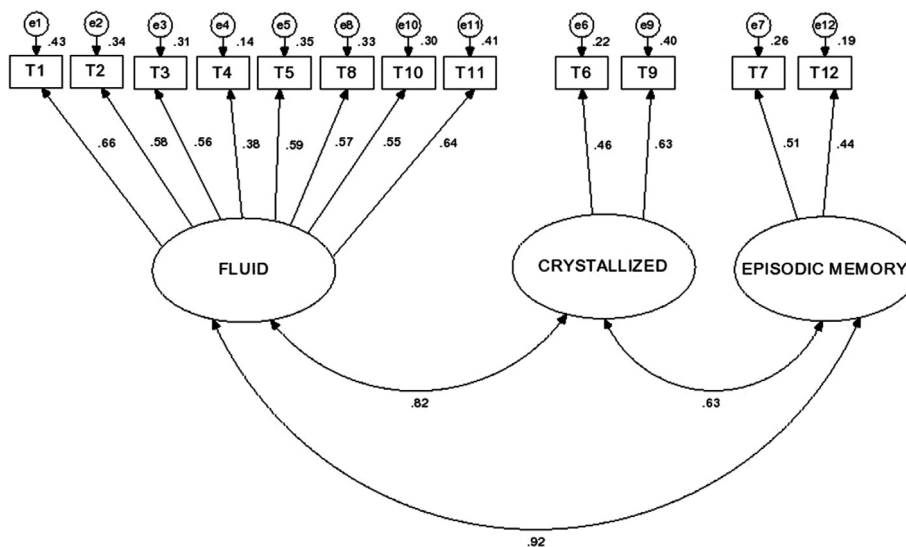 e1 e2 e3 e4 e5 e8 e10 e11 e6 e9 e7 e12
.43 .34 .31 .14 .35 .33 .30 .41 .22 .40 .26 .19
T1 T2 T3 T4 T5 T8 T10 T11 T6 T9 T7 T12
.66 .58 .56 .38 .59 .57 .55 .64 .46 .63 .51 .44
FLUID CRYSTALLIZED EPISODIC MEMORY
.82 .63
.92